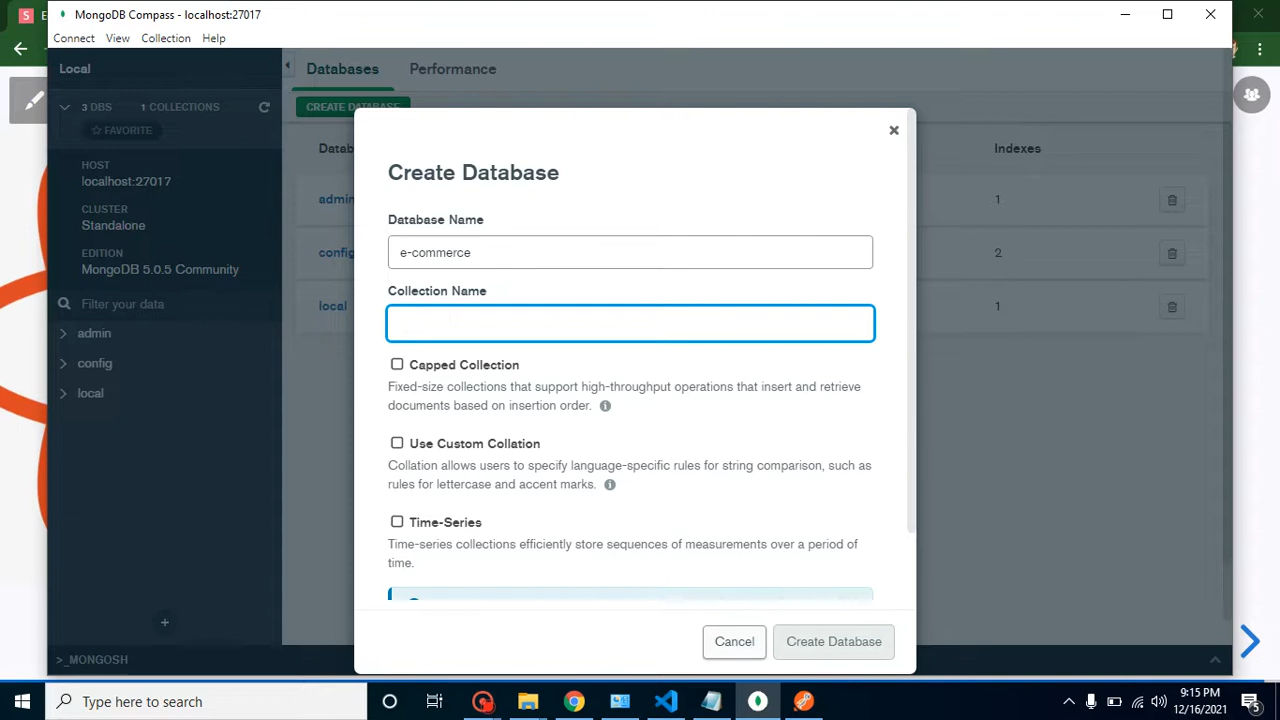 S
E
MongoDB Compass - localhost:27017
Connect View Collection Help
Local
Databases
Performance
3 DBS 1 COLLECTIONS
FAVORITE
CREATE DATABASE
HOST
localhost:27017
CLUSTER
Standalone
EDITION
MongoDB 5.0.5 Community
Filter your data
admin
config
local
>_MONGOSH
Datab
Indexes
admin
1
config
2
local
1
Create Database
Database Name
e-commerce
Collection Name
Capped Collection
Fixed-size collections that support high-throughput operations that insert and retrieve
documents based on insertion order.
Use Custom Collation
Collation allows users to specify language-specific rules for string comparison, such as
rules for lettercase and accent marks.
Time-Series
Time-series collections efficiently store sequences of measurements over a period of
time.
Cancel
Create Database
Type here to search
9:15 PM
12/16/2021
5